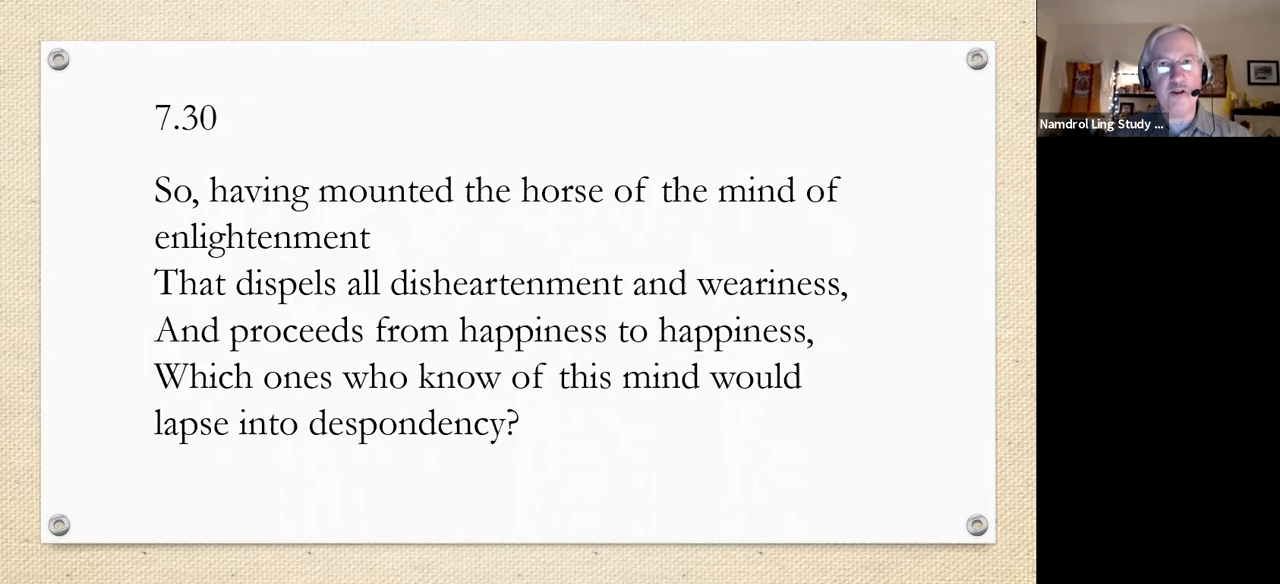 7.30
So, having mounted the horse of the mind of
enlightenment
That dispels all disheartenment and weariness,
And proceeds from happiness to happiness,
Which ones who know of this mind would
lapse into despondency?
Namdrol Ling Study ...